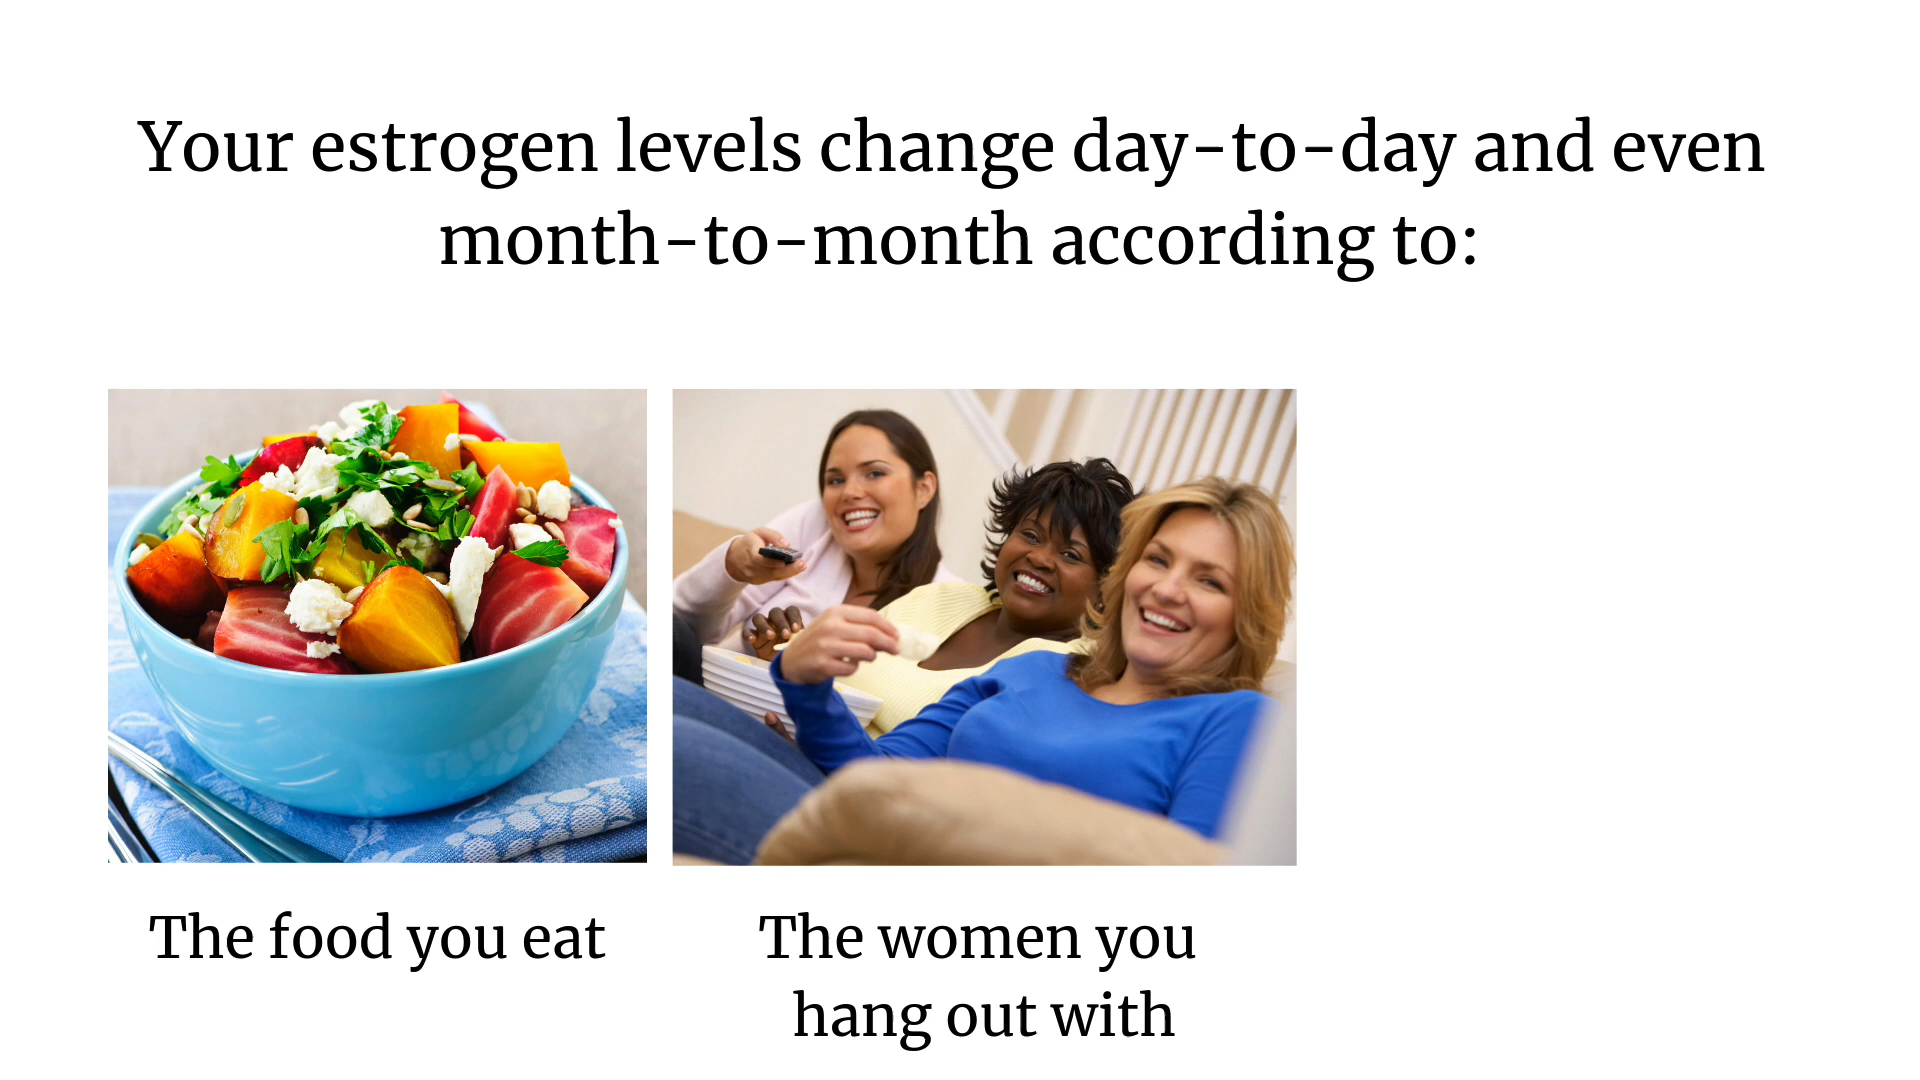 Your estrogen levels change day-to-day and even
month-to-month according to:
The food you eat
The women you
hang out with